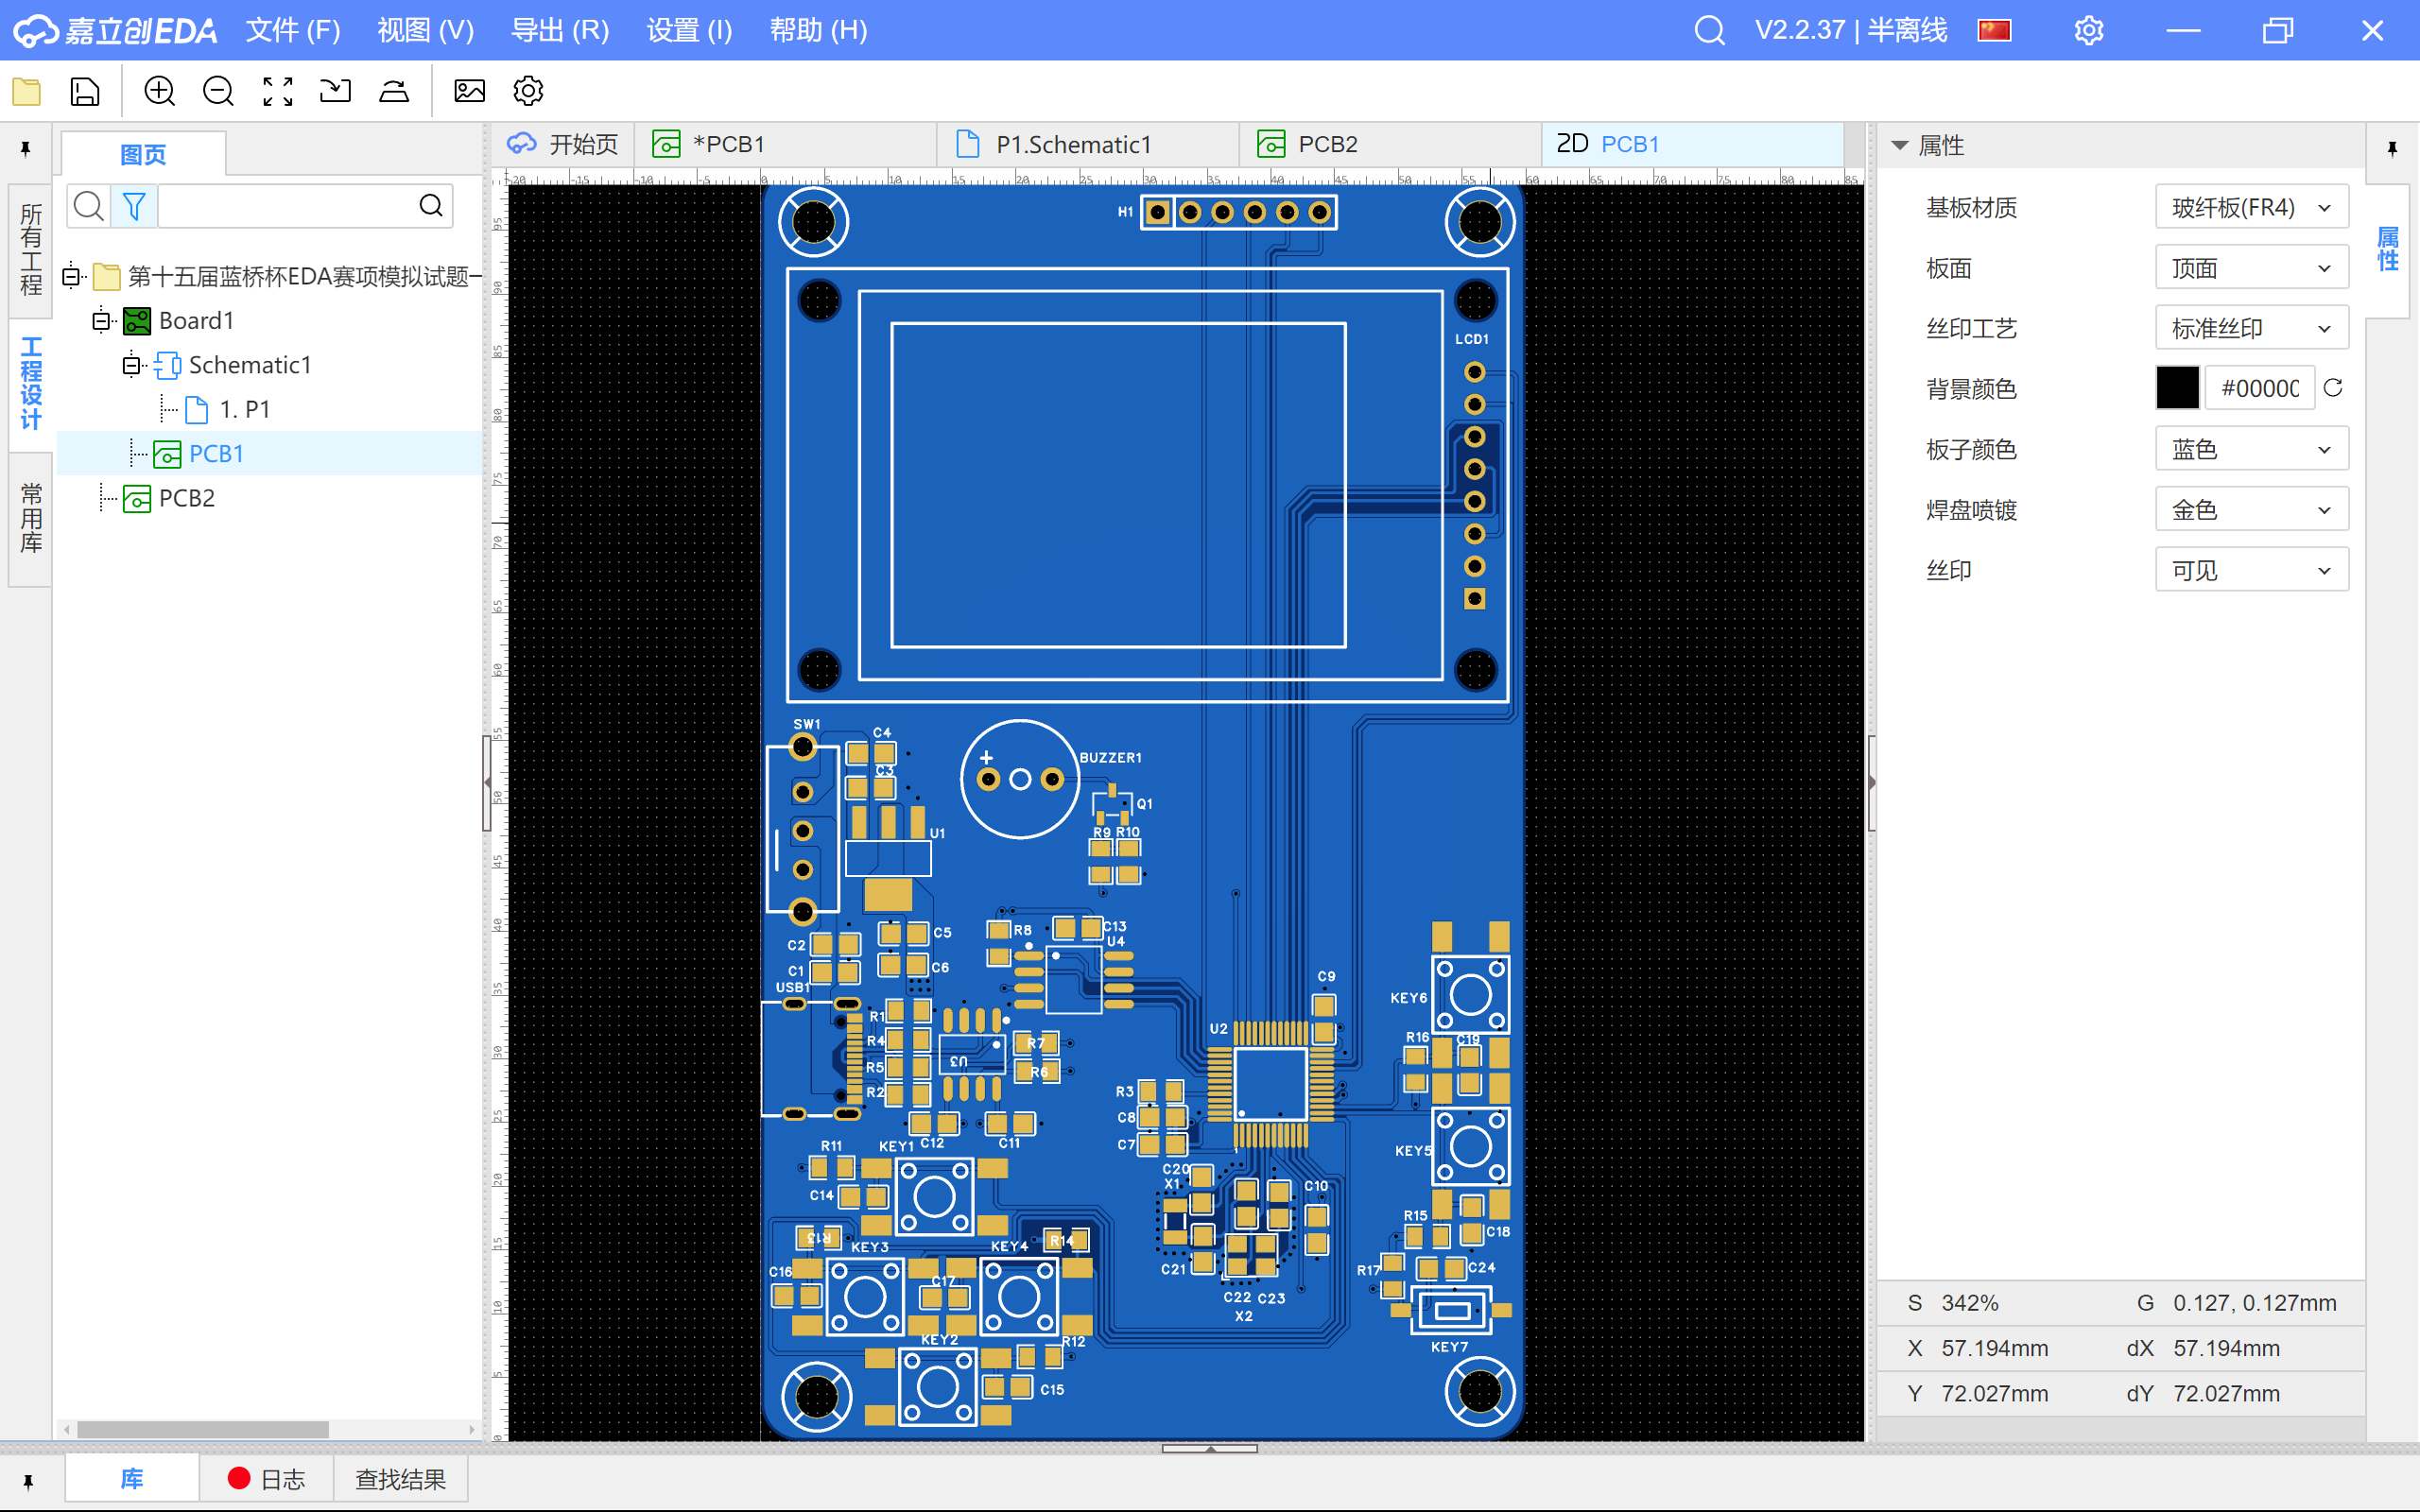 嘉立创EDA 文件 (F) 视图 (V) 导出 (R) 设置 (I) 帮助 (H) V2.2.37 | 半离线
图页
开始页 *PCB1 P1.Schematic1 PCB2 2D PCB1
所有工程
工程设计
常用库
第十五届蓝桥杯EDA赛项模拟试题一
Board1
Schematic1
1. P1
PCB1
PCB2
H1
LCD1
SW1
C4
C3
BUZZER1
+
Q1
U1
R9 R10
C2
C5
R8
C13
U4
C1
C6
USB1
C9
KEY6
R1
U2
R4
R7
R16
C19
U3
R5
R6
R2
R3
C8
C12
C11
C7
R11
KEY1
KEY5
C20
X1
C10
C14
R13
KEY3
KEY4
R14
R15
C18
C16
C17
C21
R17
C24
C22 C23
X2
KEY2
R12
KEY7
C15
属性
属性
基板材质 玻纤板(FR4)
板面 顶面
丝印工艺 标准丝印
背景颜色 #00000
板子颜色 蓝色
焊盘喷镀 金色
丝印 可见
S 342% G 0.127, 0.127mm
X 57.194mm dX 57.194mm
Y 72.027mm dY 72.027mm
库 日志 查找结果